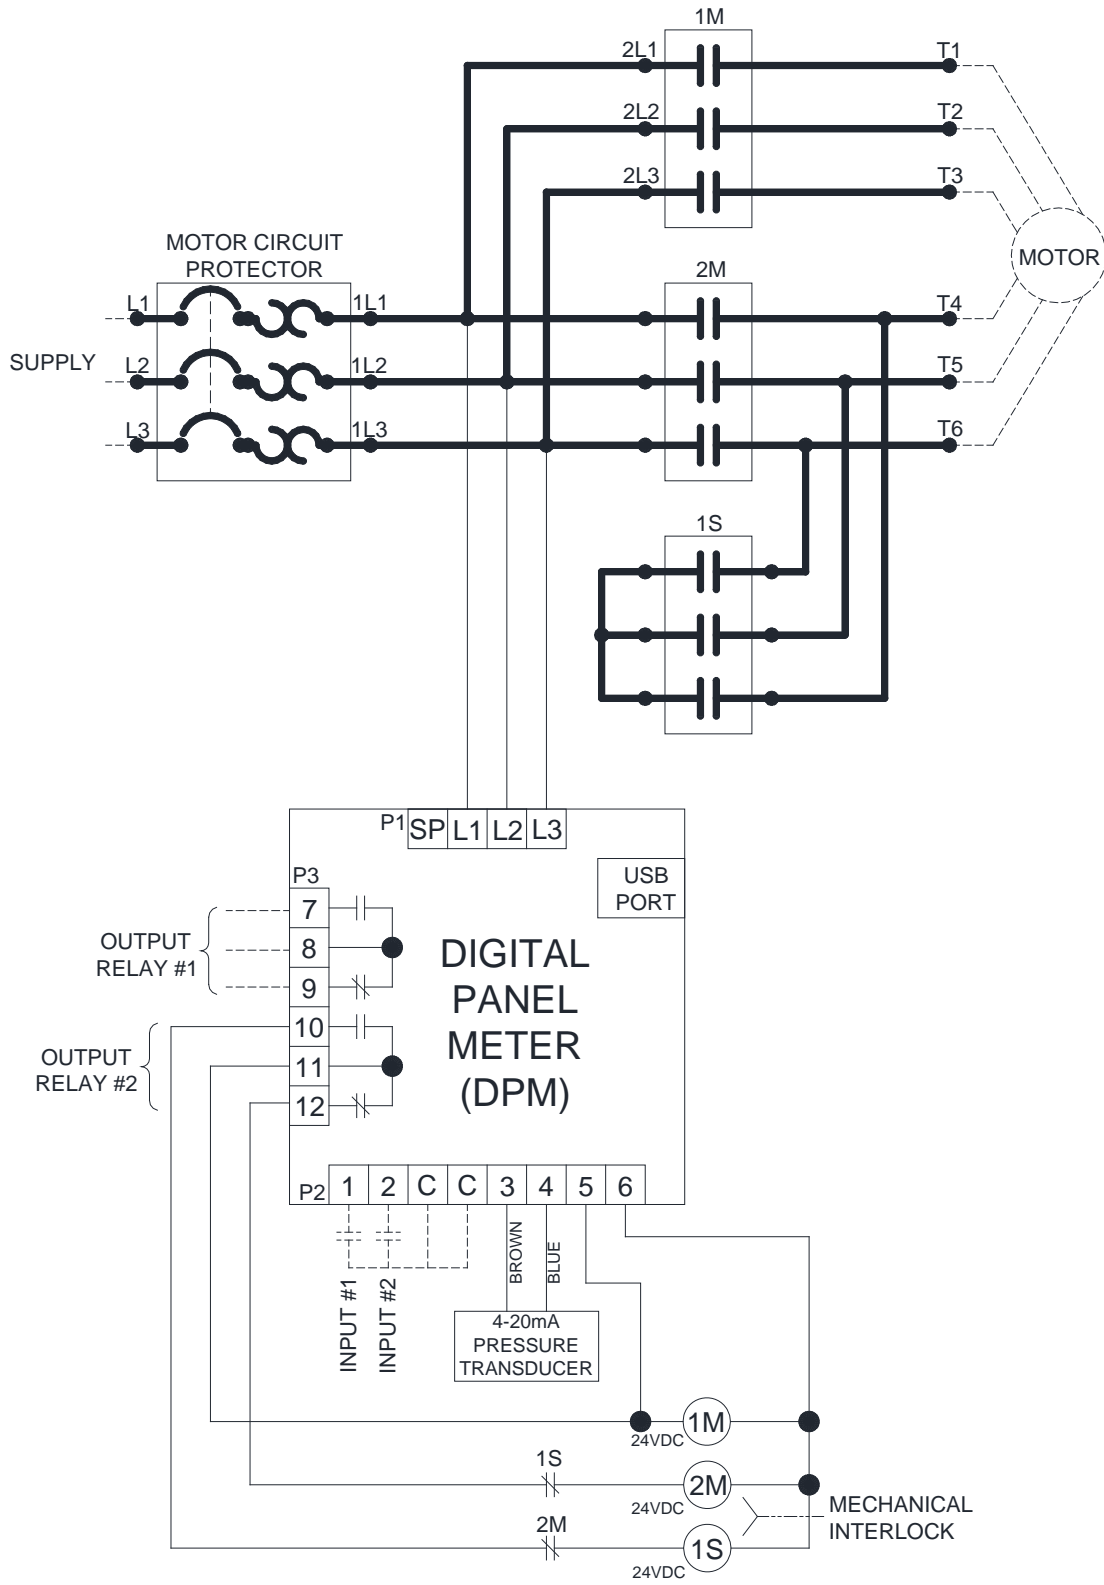 1M
2L1
T1
2L2
T2
2L3
T3
MOTOR CIRCUIT
PROTECTOR
MOTOR
2M
L1
1L1
T4
SUPPLY
L2
1L2
T5
L3
1L3
T6
1S
P1
SP L1 L2 L3
USB
PORT
P3
7
8
9
10
11
12
OUTPUT
RELAY #1
OUTPUT
RELAY #2
DIGITAL
PANEL
METER
(DPM)
P2
1 2 C C 3 4 5 6
INPUT #1
INPUT #2
BROWN
BLUE
4-20mA
PRESSURE
TRANSDUCER
1M
24VDC
1S
2M
24VDC
2M
1S
24VDC
MECHANICAL
INTERLOCK